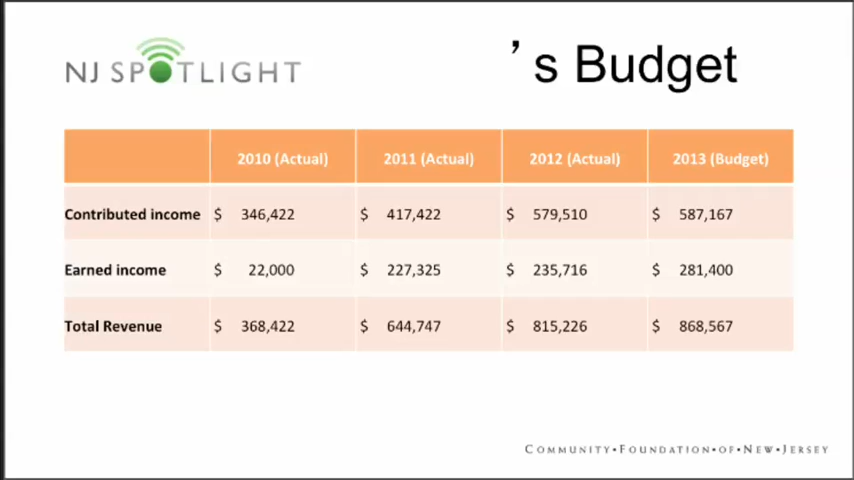 NJ SPOTLIGHT 's Budget
2010 (Actual) 2011 (Actual) 2012 (Actual) 2013 (Budget)
Contributed income $ 346,422 $ 417,422 $ 579,510 $ 587,167
Earned income $ 22,000 $ 227,325 $ 235,716 $ 281,400
Total Revenue $ 368,422 $ 644,747 $ 815,226 $ 868,567
COMMUNITY•FOUNDATION•OF•NEW•JERSEY